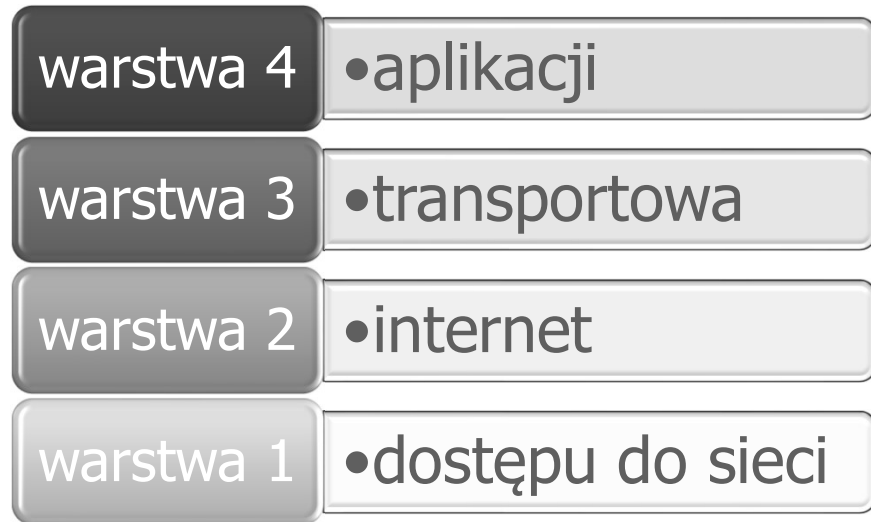 warstwa 4 •aplikacji
warstwa 3 •transportowa
warstwa 2 •internet
warstwa 1 •dostępu do sieci